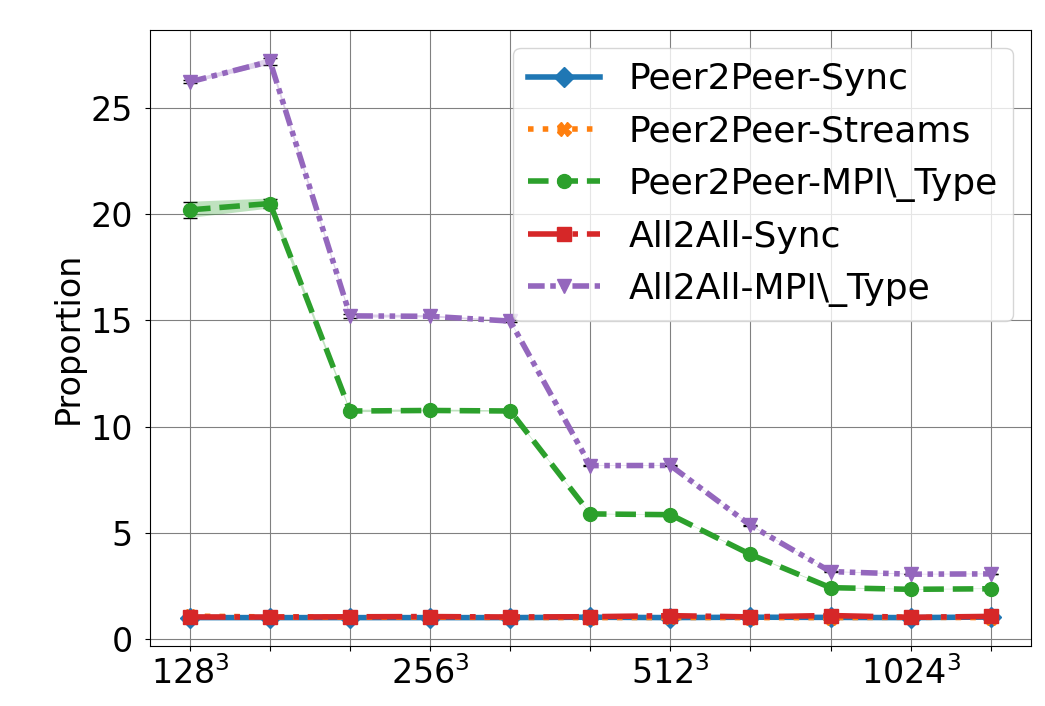 Proportion
25
20
15
10
5
0
128³
256³
512³
1024³
Peer2Peer-Sync
Peer2Peer-Streams
Peer2Peer-MPI\_Type
All2All-Sync
All2All-MPI\_Type